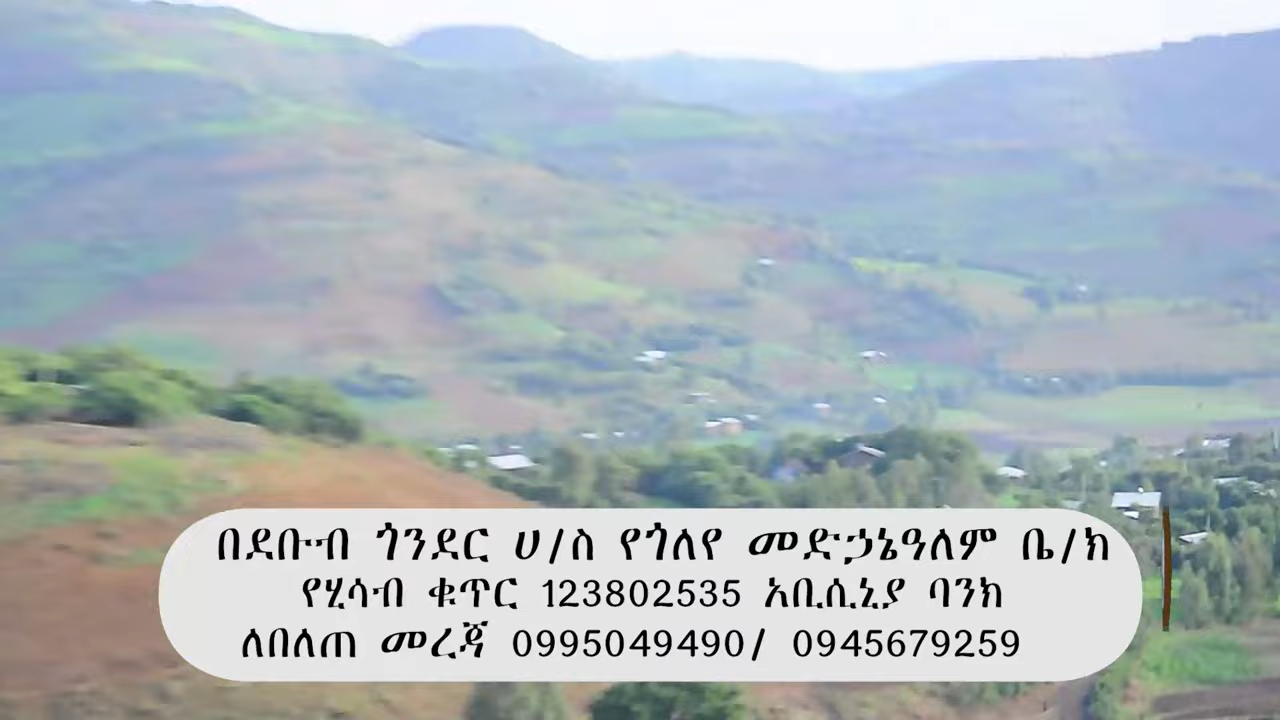 በደቡብ ጎንደር ሀ/ስ የጎለየ መድኃኔዓለም ቤ/ክ
የሂሳብ ቁጥር 123802535 አቢሲኒያ ባንክ
ለበለጠ መረጃ 0995049490/ 0945679259